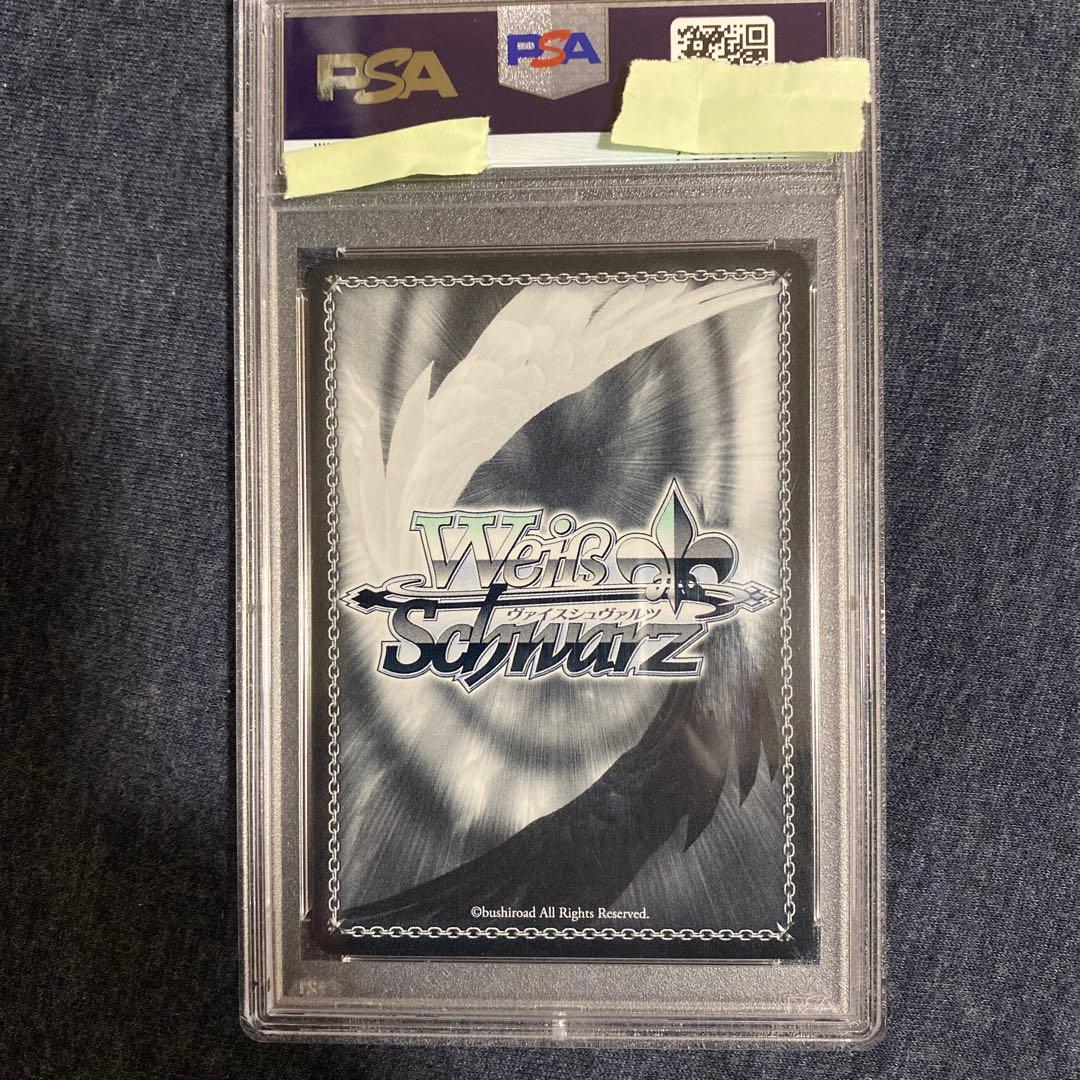 PSA
PSA
Weiß
ヴァイスシュヴァルツ
Schwarz
©bushiroad All Rights Reserved.